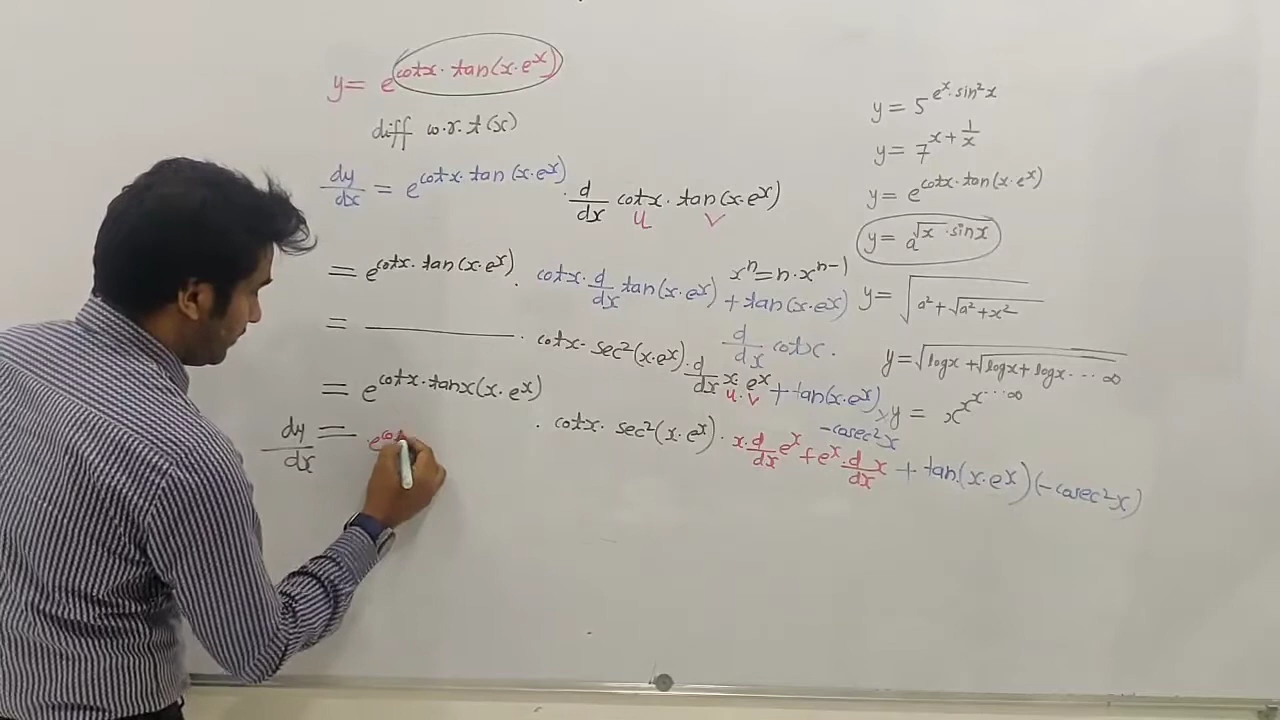 y = e^{cotx · tan(x·e^x)}
diff w.r.t(x)
dy/dx = e^{cotx · tan(x·e^x)} · d/dx cotx · tan(x·e^x)
u v
= e^{cotx · tan(x·e^x)} · cotx · d/dx tan(x·e^x) + tan(x·e^x)
d/dx cotx .
= ———— · cotx · sec²(x·e^x) · d/dx x·e^x + tan(x·e^x)
u·v
-cosec²x
= e^{cotx · tanx(x·e^x)}
· cotx · sec²(x·e^x) · x·d/dx e^x + e^x · d/dx x + tan(x·e^x)(-cosec²x)
dy/dx = e^{cot
x^n = n·x^{n-1}
y = 5^{e^x · sin²x}
y = 7^{x + 1/x}
y = e^{cotx · tan(x·e^x)}
y = a^{√x · sinx}
y = √(a² + √(a² + x²))
y = √(logx + √(logx + logx ··· ∞
y = x^{x^{x ··· ∞}}